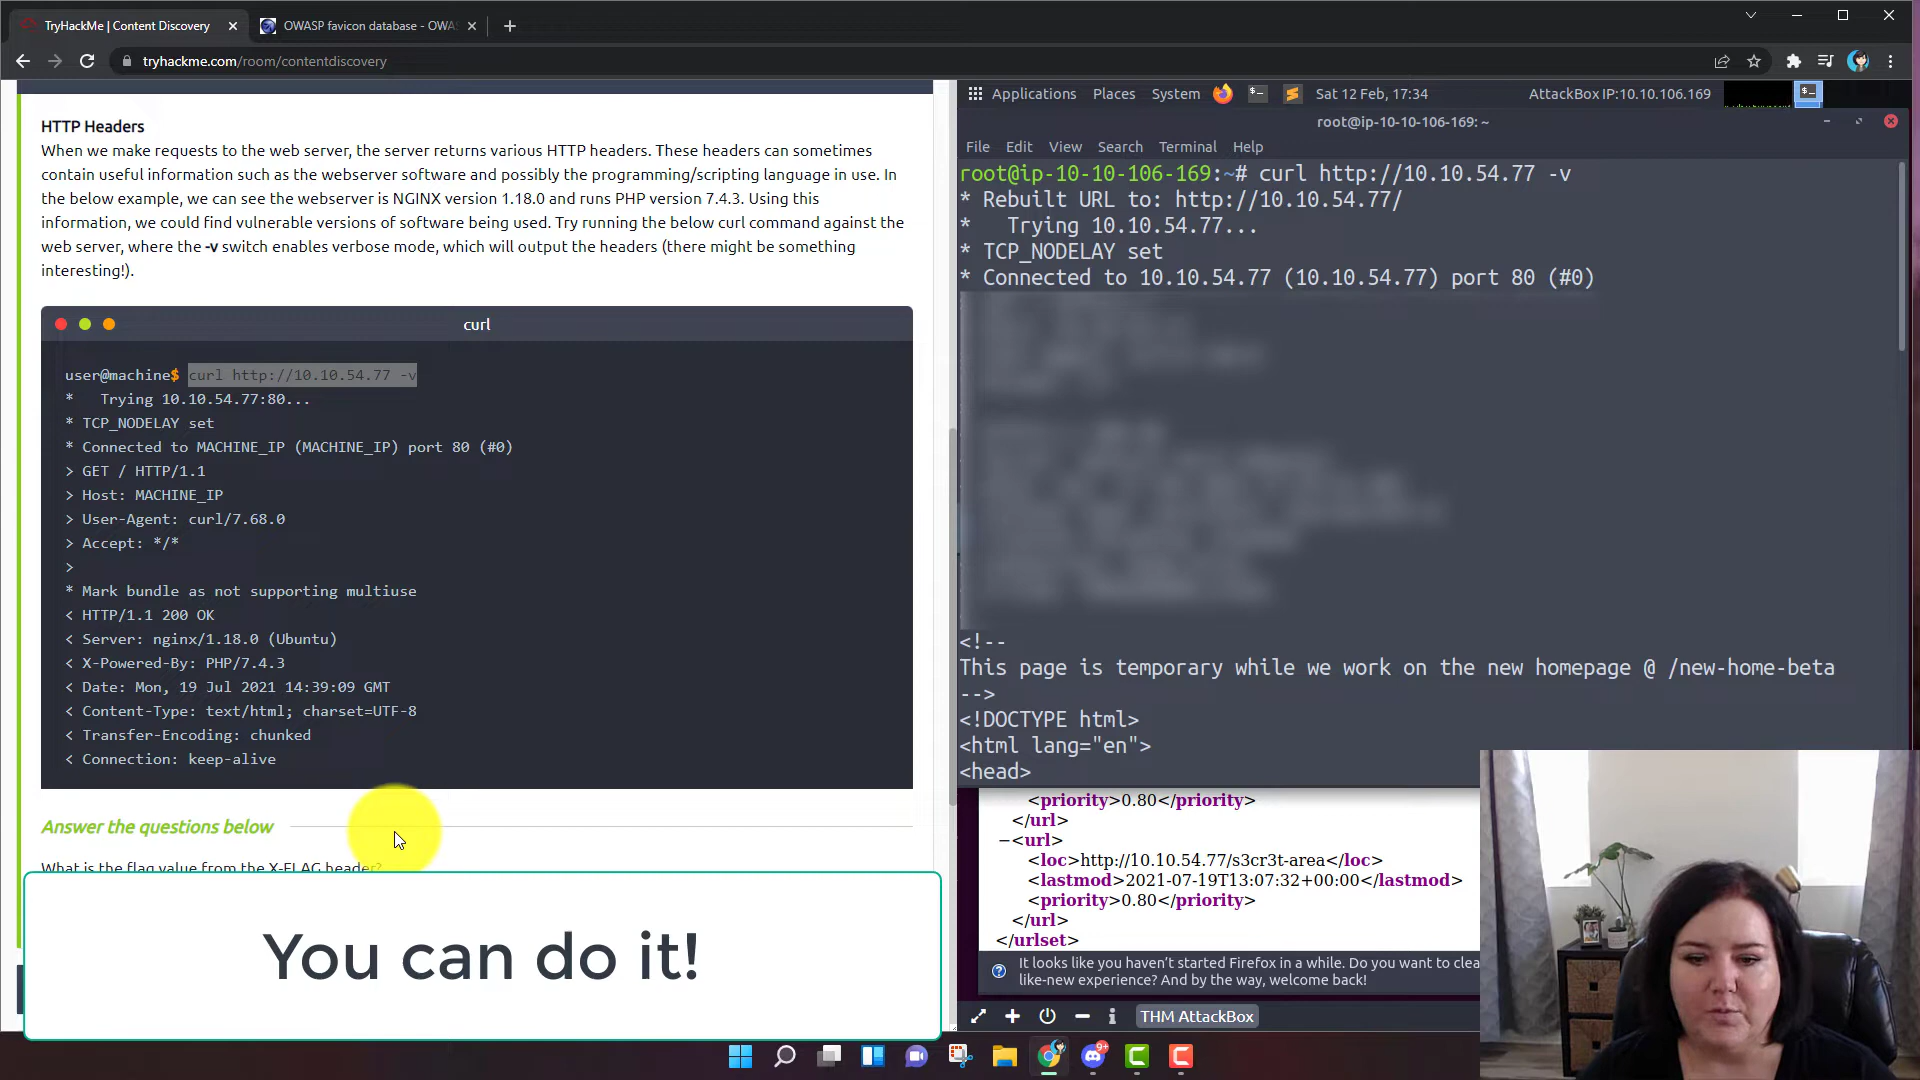 TryHackMe | Content Discovery
OWASP favicon database - OWA
tryhackme.com/room/contentdiscovery
HTTP Headers
When we make requests to the web server, the server returns various HTTP headers. These headers can sometimes
contain useful information such as the webserver software and possibly the programming/scripting language in use. In
the below example, we can see the webserver is NGINX version 1.18.0 and runs PHP version 7.4.3. Using this
information, we could find vulnerable versions of software being used. Try running the below curl command against the
web server, where the -v switch enables verbose mode, which will output the headers (there might be something
interesting!).
curl
user@machine$ curl http://10.10.54.77 -v
*   Trying 10.10.54.77:80...
* TCP_NODELAY set
* Connected to MACHINE_IP (MACHINE_IP) port 80 (#0)
> GET / HTTP/1.1
> Host: MACHINE_IP
> User-Agent: curl/7.68.0
> Accept: */*
>
* Mark bundle as not supporting multiuse
< HTTP/1.1 200 OK
< Server: nginx/1.18.0 (Ubuntu)
< X-Powered-By: PHP/7.4.3
< Date: Mon, 19 Jul 2021 14:39:09 GMT
< Content-Type: text/html; charset=UTF-8
< Transfer-Encoding: chunked
< Connection: keep-alive
Answer the questions below
What is the flag value from the X-FLAG header?
You can do it!
Applications Places System Sat 12 Feb, 17:34 AttackBox IP:10.10.106.169
root@ip-10-10-106-169: ~
File Edit View Search Terminal Help
root@ip-10-10-106-169:~# curl http://10.10.54.77 -v
* Rebuilt URL to: http://10.10.54.77/
*   Trying 10.10.54.77...
* TCP_NODELAY set
* Connected to 10.10.54.77 (10.10.54.77) port 80 (#0)
<!--
This page is temporary while we work on the new homepage @ /new-home-beta
-->
<!DOCTYPE html>
<html lang="en">
<head>
<priority>0.80</priority>
</url>
−<url>
<loc>http://10.10.54.77/s3cr3t-area</loc>
<lastmod>2021-07-19T13:07:32+00:00</lastmod>
<priority>0.80</priority>
</url>
</urlset>
It looks like you haven't started Firefox in a while. Do you want to clea
like-new experience? And by the way, welcome back!
THM AttackBox
9+